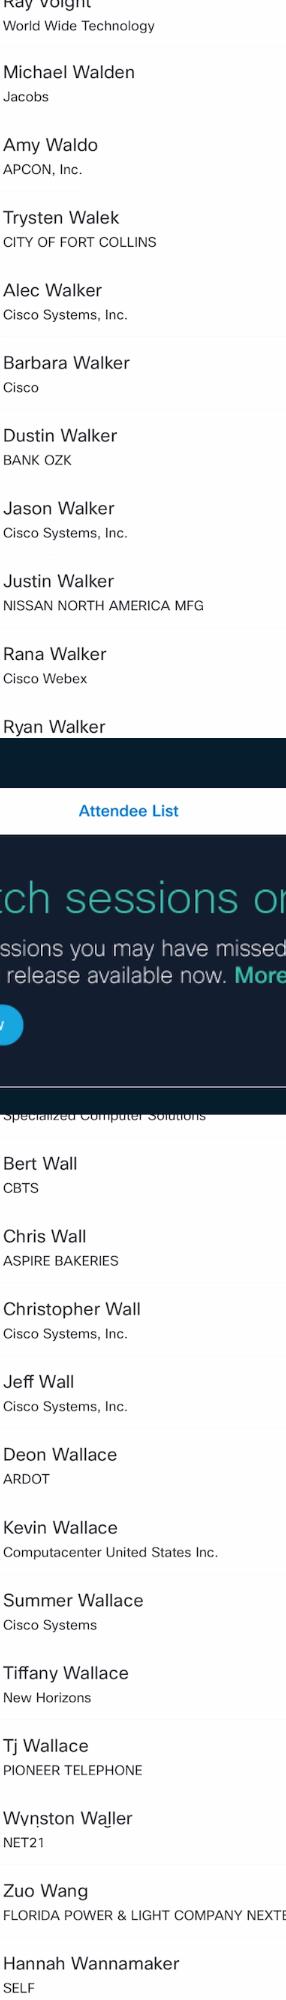 Ray Voight
World Wide Technology
Michael Walden
Jacobs
Amy Waldo
APCON, Inc.
Trysten Walek
CITY OF FORT COLLINS
Alec Walker
Cisco Systems, Inc.
Barbara Walker
Cisco
Dustin Walker
BANK OZK
Jason Walker
Cisco Systems, Inc.
Justin Walker
NISSAN NORTH AMERICA MFG
Rana Walker
Cisco Webex
Ryan Walker
Attendee List
tch sessions or
ssions you may have missed
release available now. More
w
Specialized Computer Solutions
Bert Wall
CBTS
Chris Wall
ASPIRE BAKERIES
Christopher Wall
Cisco Systems, Inc.
Jeff Wall
Cisco Systems, Inc.
Deon Wallace
ARDOT
Kevin Wallace
Computacenter United States Inc.
Summer Wallace
Cisco Systems
Tiffany Wallace
New Horizons
Tj Wallace
PIONEER TELEPHONE
Wynston Waller
NET21
Zuo Wang
FLORIDA POWER & LIGHT COMPANY NEXTE
Hannah Wannamaker
SELF